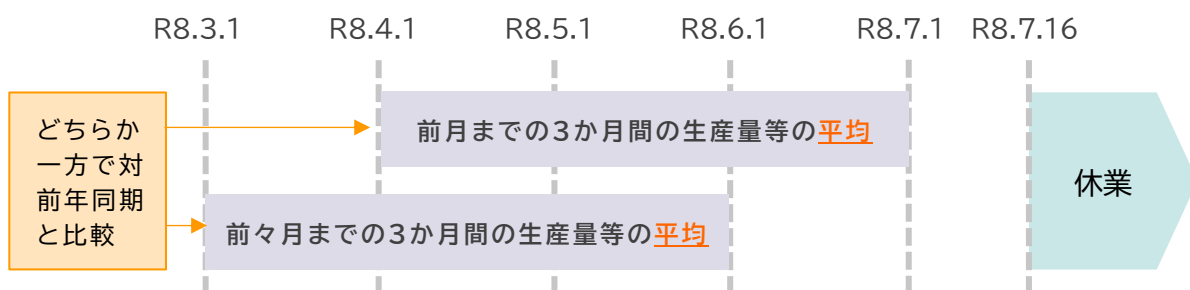 R8.3.1 R8.4.1 R8.5.1 R8.6.1 R8.7.1 R8.7.16
どちらか
一方で対
前年同期
と比較
前月までの3か月間の生産量等の平均
前々月までの3か月間の生産量等の平均
休業